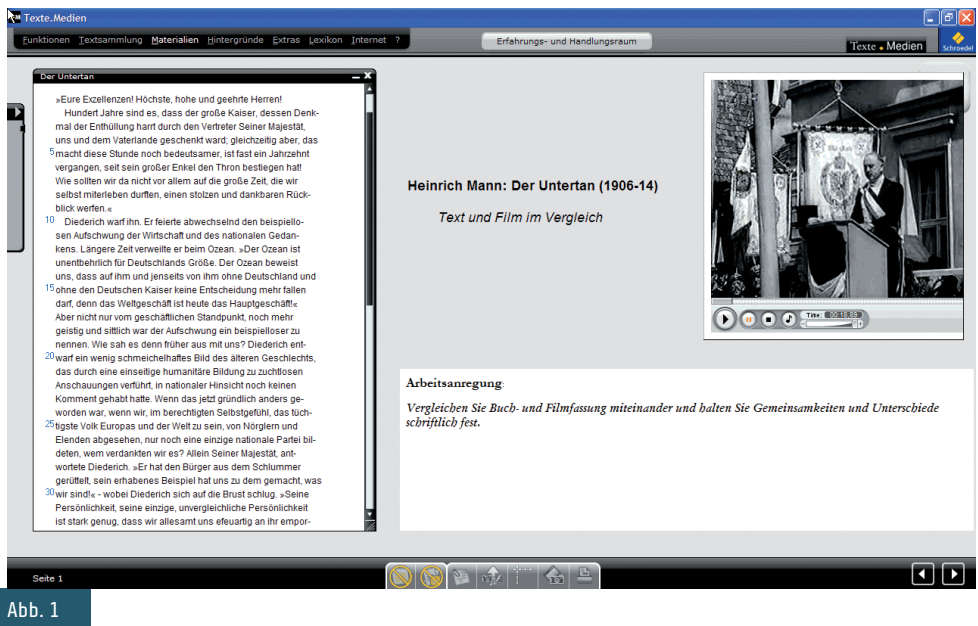 Texte.Medien
Funktionen Textsammlung Materialien Hintergründe Extras Lexikon Internet ?
Erfahrungs- und Handlungsraum
Texte Medien
Schroedel
Der Untertan
»Eure Exzellenzen! Höchste, hohe und geehrte Herren!
Hundert Jahre sind es, dass der große Kaiser, dessen Denk-
mal der Enthüllung harrt durch den Vertreter Seiner Majestät,
uns und dem Vaterlande geschenkt ward; gleichzeitig aber, das
5 macht diese Stunde noch bedeutsamer, ist fast ein Jahrzehnt
vergangen, seit sein großer Enkel den Thron bestiegen hat!
Wie sollten wir da nicht vor allem auf die große Zeit, die wir
selbst miterleben durften, einen stolzen und dankbaren Rück-
blick werfen.«
10 Diederich warf ihn. Er feierte abwechselnd den beispiello-
sen Aufschwung der Wirtschaft und des nationalen Gedan-
kens. Längere Zeit verweilte er beim Ozean. »Der Ozean ist
unentbehrlich für Deutschlands Größe. Der Ozean beweist
uns, dass auf ihm und jenseits von ihm ohne Deutschland und
15 ohne den Deutschen Kaiser keine Entscheidung mehr fallen
darf, denn das Weltgeschäft ist heute das Hauptgeschäft!«
Aber nicht nur vom geschäftlichen Standpunkt, noch mehr
geistig und sittlich war der Aufschwung ein beispielloser zu
nennen. Wie sah es denn früher aus mit uns? Diederich ent-
20 warf ein wenig schmeichelhaftes Bild des älteren Geschlechts,
das durch eine einseitige humanitäre Bildung zu zuchtlosen
Anschauungen verführt, in nationaler Hinsicht noch keinen
Komment gehabt hatte. Wenn das jetzt gründlich anders ge-
worden war, wenn wir, im berechtigten Selbstgefühl, das tüch-
25 tigste Volk Europas und der Welt zu sein, von Nörglern und
Elenden abgesehen, nur noch eine einzige nationale Partei bil-
deten, wem verdankten wir es? Allein Seiner Majestät, ant-
wortete Diederich. »Er hat den Bürger aus dem Schlummer
gerüttelt, sein erhabenes Beispiel hat uns zu dem gemacht, was
30 wir sind!« - wobei Diederich sich auf die Brust schlug. »Seine
Persönlichkeit, seine einzige, unvergleichliche Persönlichkeit
ist stark genug, dass wir allesamt uns efeuartig an ihr empor-
Heinrich Mann: Der Untertan (1906-14)
Text und Film im Vergleich
Time:
Arbeitsanregung:
Vergleichen Sie Buch- und Filmfassung miteinander und halten Sie Gemeinsamkeiten und Unterschiede
schriftlich fest.
Seite 1
Abb. 1